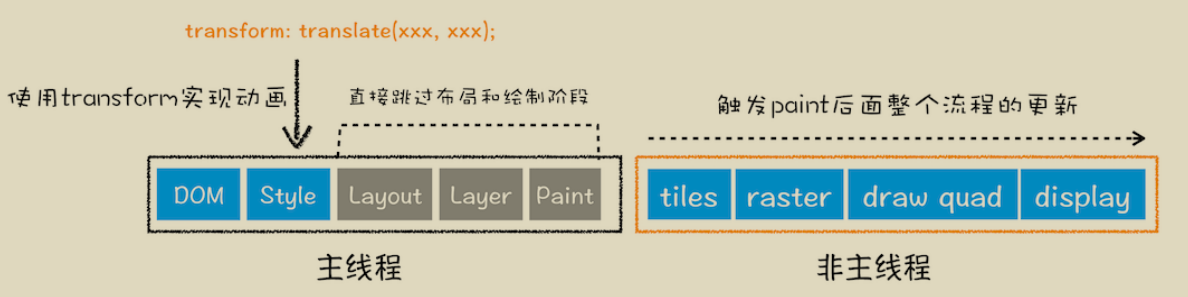 transform: translate(xxx, xxx);
使用transform实现动画
直接跳过布局和绘制阶段
触发paint后面整个流程的更新
DOM Style Layout Layer Paint tiles raster draw quad display
主线程
非主线程